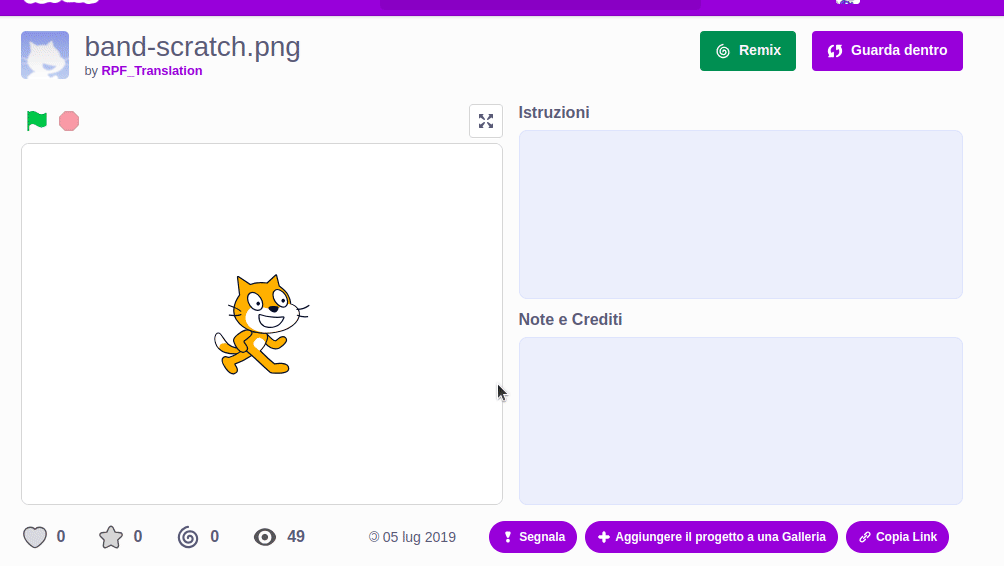 band-scratch.png
Remix
Guarda dentro
by RPF_Translation
Istruzioni
Note e Crediti
0
0
0
49
05 lug 2019
Segnala
Aggiungere il progetto a una Galleria
Copia Link